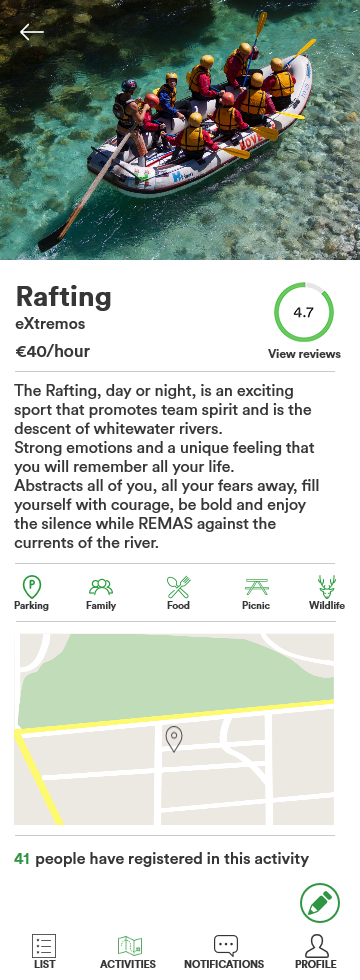 Rafting
eXtremos
€40/hour
4.7
View reviews
The Rafting, day or night, is an exciting
sport that promotes team spirit and is the
descent of whitewater rivers.
Strong emotions and a unique feeling that
you will remember all your life.
Abstracts all of you, all your fears away, fill
yourself with courage, be bold and enjoy
the silence while REMAS against the
currents of the river.
P
Parking
Family
Food
Picnic
Wildlife
41 people have registered in this activity
LIST
ACTIVITIES
NOTIFICATIONS
PROFILE